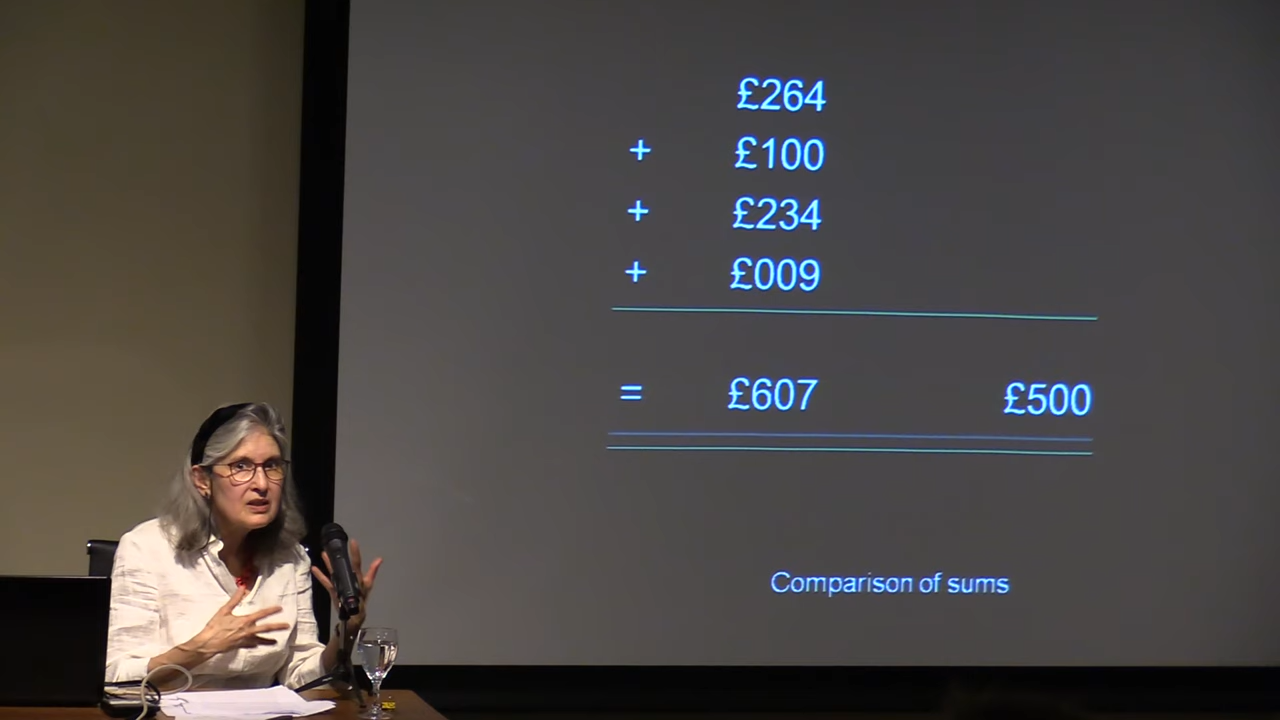 £264
+ £100
+ £234
+ £009
= £607 £500
Comparison of sums